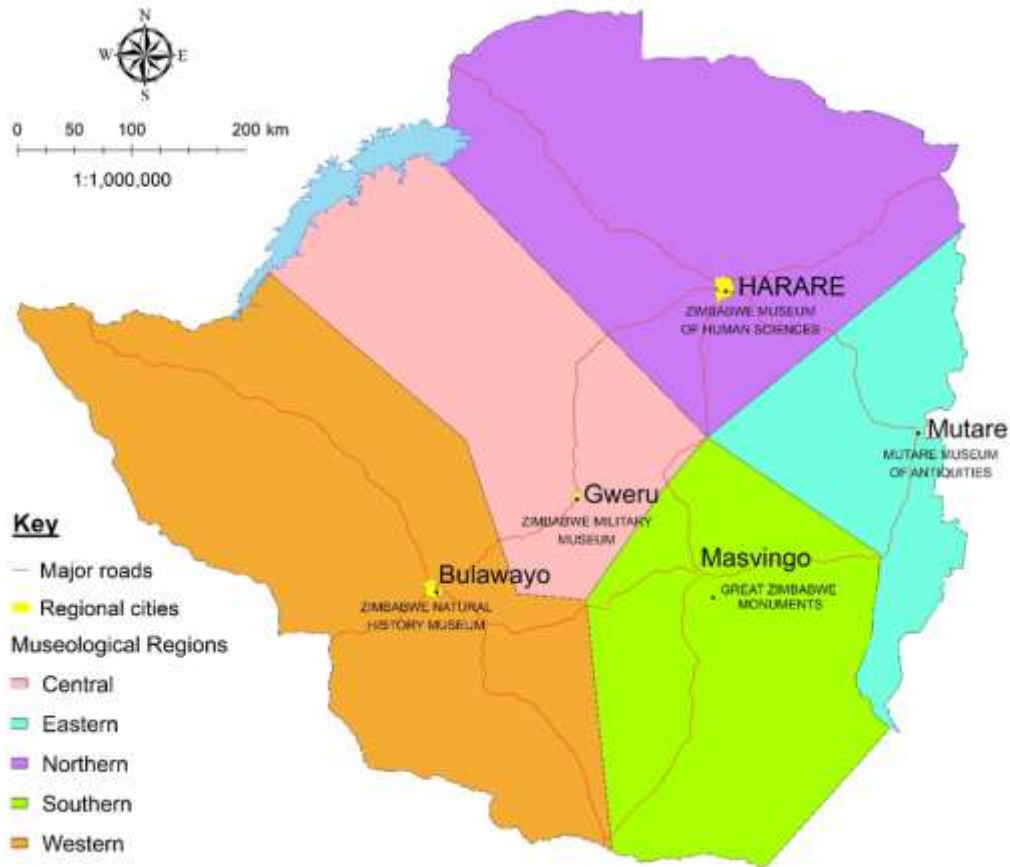 N
W E
S
0 50 100 200 km
1:1,000,000
HARARE
ZIMBABWE MUSEUM
OF HUMAN SCIENCES
Mutare
MUTARE MUSEUM
OF ANTIQUITIES
Gweru
ZIMBABWE MILITARY
MUSEUM
Masvingo
GREAT ZIMBABWE
MONUMENTS
Bulawayo
ZIMBABWE NATURAL
HISTORY MUSEUM
Key
Major roads
Regional cities
Museological Regions
Central
Eastern
Northern
Southern
Western